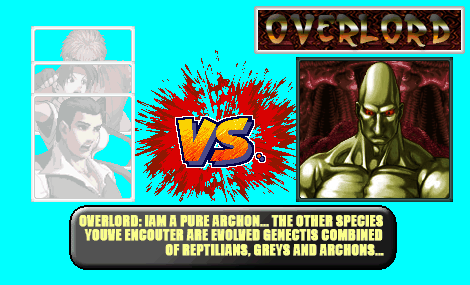 OVERLORD
VS.
OVERLORD: IAM A PURE ARCHON... THE OTHER SPECIES
YOUVE ENCOUTER ARE EVOLVED GENECTIS COMBINED
OF REPTILIANS, GREYS AND ARCHONS...